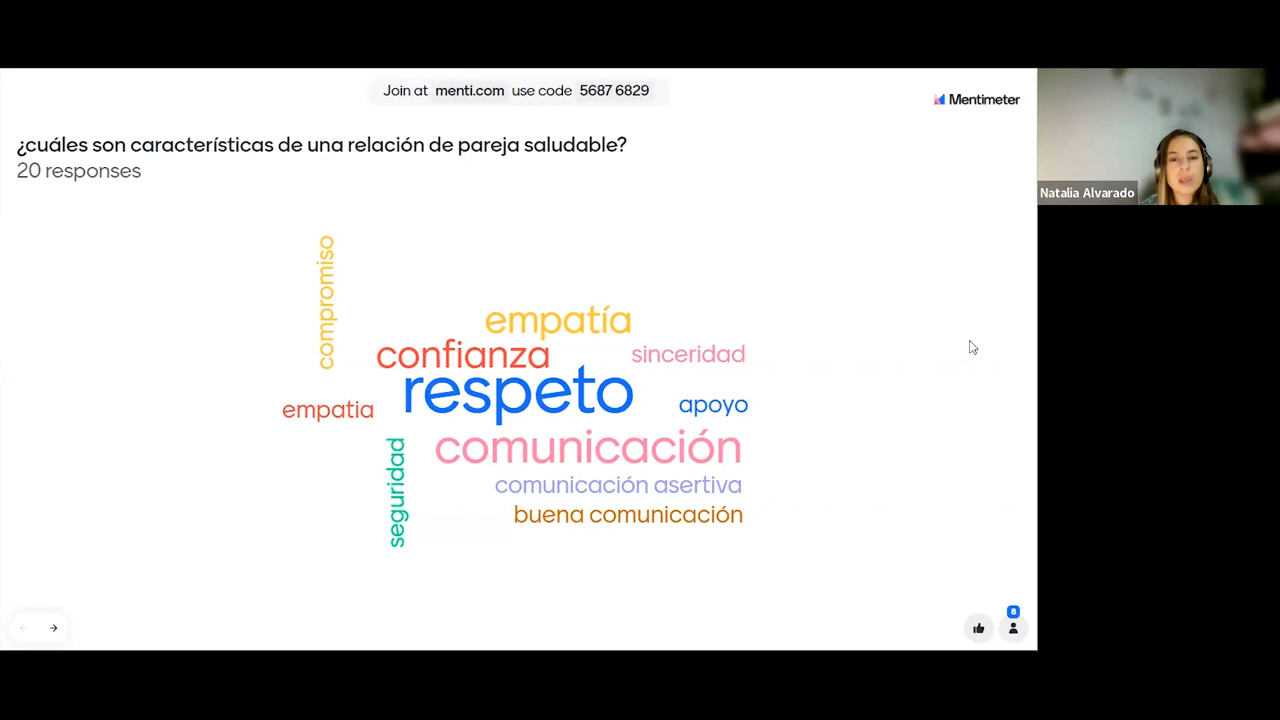 Join at menti.com use code 5687 6829
Mentimeter
¿cuáles son características de una relación de pareja saludable?
20 responses
Natalia Alvarado
compromiso
empatía
confianza
sinceridad
respeto
empatia
apoyo
comunicación
seguridad
comunicación asertiva
buena comunicación
8